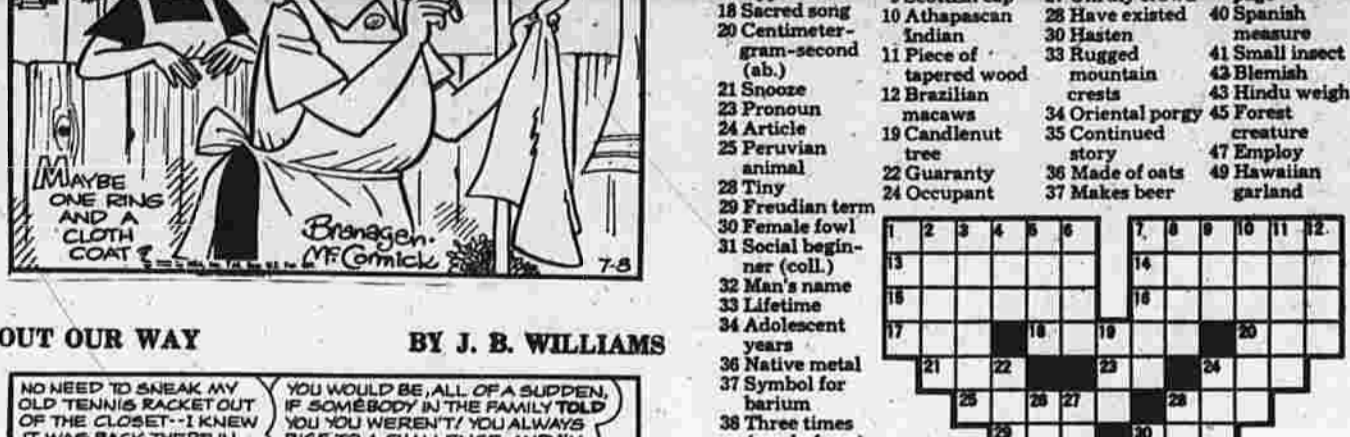 MAYBE
ONE RING
AND A
CLOTH
COAT?
Brenagen.
McCormick
7-8
OUT OUR WAY
BY J. B. WILLIAMS
NO NEED TO SNEAK MY
OLD TENNIS RACKET OUT
OF THE CLOSET--I KNEW
YOU WOULD BE, ALL OF A SUDDEN,
IF SOMEBODY IN THE FAMILY TOLD
YOU YOU WEREN'T! YOU ALWAYS
18 Sacred song
20 Centimeter-
gram-second
(ab.)
21 Snooze
23 Pronoun
24 Article
25 Peruvian
animal
28 Tiny
29 Freudian term
30 Female fowl
31 Social begin-
ner (coll.)
32 Man's name
33 Lifetime
34 Adolescent
years
36 Native metal
37 Symbol for
barium
38 Three times
10 Athapascan
Indian
11 Piece of
tapered wood
12 Brazilian
macaws
19 Candlenut
tree
22 Guaranty
24 Occupant
28 Have existed
30 Hasten
33 Rugged
mountain
crests
34 Oriental porgy
35 Continued
story
36 Made of oats
37 Makes beer
40 Spanish
measure
41 Small insect
42 Blemish
43 Hindu weigh
45 Forest
creature
47 Employ
49 Hawaiian
garland
1 2 3 4 5 6 7 8 9 10 11 12
13 14
15 16
17 18 19 20
21 22 23 24
25 26 27 28
29 30